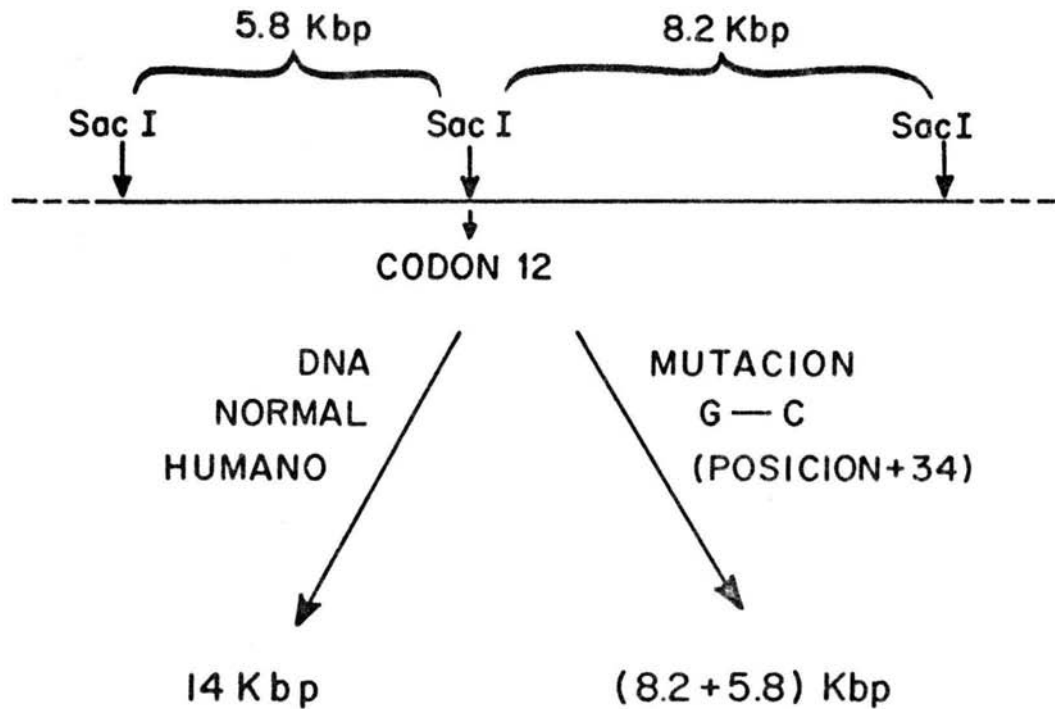 5.8 Kbp 8.2 Kbp
Sac I Sac I Sac I
CODON 12
DNA MUTACION
NORMAL G — C
HUMANO (POSICION+34)
14 Kbp (8.2+5.8) Kbp